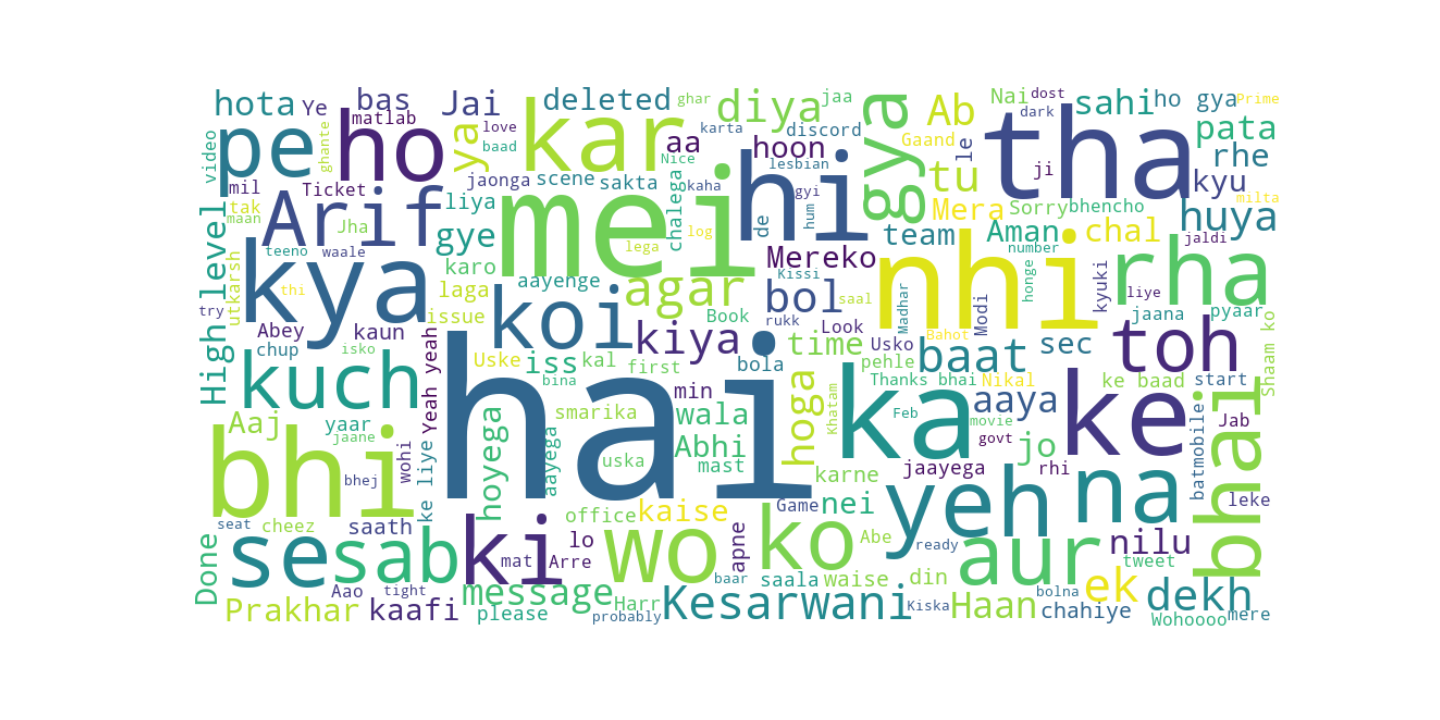 hota
Ye
bas
Jai
deleted
ghar
diya
jaa
Ab
Nai
dost
sahi
ho gya
Prime
pe
ho
matlab
ya
love
baad
kar
aa
karta
discord
hoon
gya
Gaand
le
dark
tha
pata
rhe
video
ghante
Nice
lesbian
hi
tu
ji
kyu
mil
Ticket
jaonga
scene
sakta
kaha
gyi
milta
tak
maan
Arif
liya
mei
chalega
de
hum
Mera
Sorry
bhencho
huya
Jha
gye
log
lega
team
Aman
chal
jaldi
High level
teeno
waale
karo
aayenge
Mereko
Kissi
number
rha
kya
laga
koi
agar
bol
saal
nhi
honge
kyuki
liye
utkarsh
thi
try
issue
Book
rukk
Look
Madhar
Modi
jaana
pyaar
Abey
kaun
Yeah yeah
kiya
time
Usko
Bahot
baat
sec
toh
Shaam ko
chup
isko
Uske
iss
kal
first
bola
pehle
kuch
hai
bina
min
hoga
Thanks bhai
Nikal
ke baad
start
Aaj
yaar
jaane
hoyega
smarika
wala
Khatam
ka
Feb
aaya
movie
ke
batmobile
bhai
Jab
bhi
wohi
ke liye
aayega
Abhi
govt
jo
bhej
uska
mast
karne
jaayega
rhi
leke
seat
cheez
saath
office
kaise
Game
nei
yeh
na
Done
se
sab
ki
mat
lo
Arre
wo
apne
ko
Abe
ready
aur
nilu
tweet
Aao
tight
message
baar
saala
waise
din
ek
bolna
dekh
Prakhar
kaafi
please
Harr
probably
Kesarwani
Kiska
Haan
chahiye
Wohoooo
mere